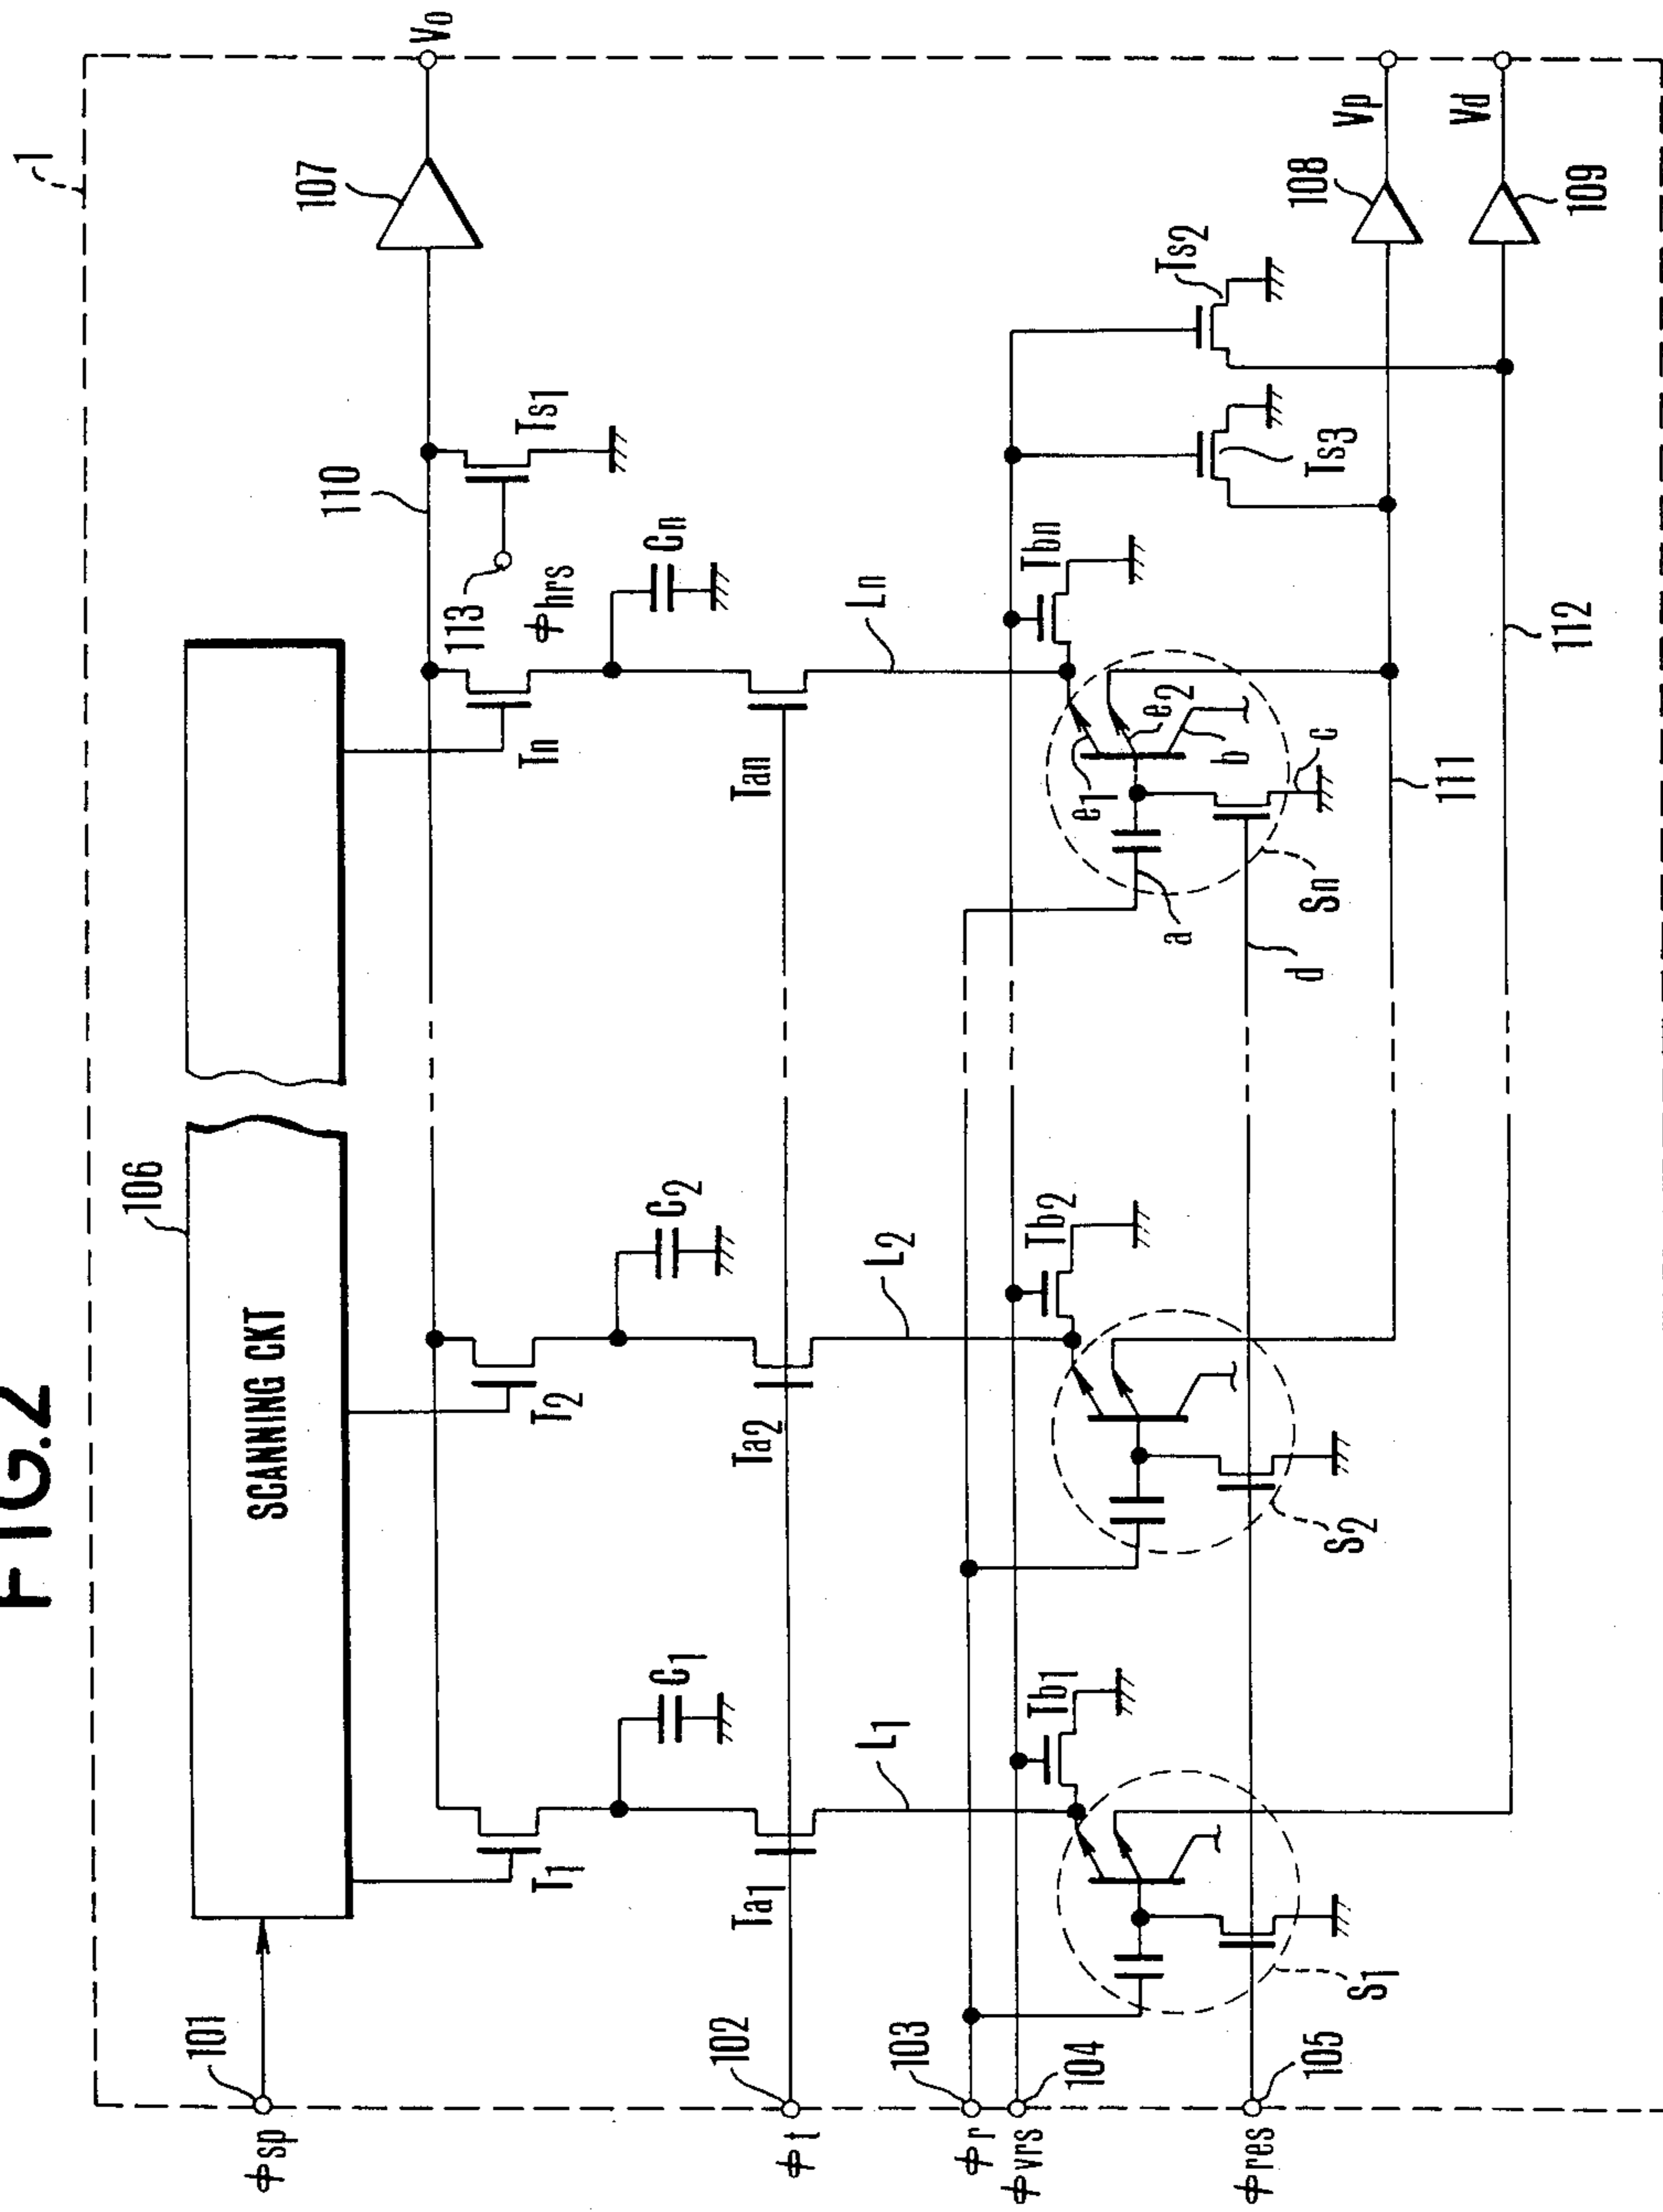 FIG.2
1
106
SCANNING CKT
101
φsp
T1
T2
Tn
113
φhrs
110
Ts1
107
Vo
C1
C2
Cn
102
φt
Ta1
Ta2
Tan
L1
L2
Ln
103
φr
104
φvrs
Tb1
Tb2
Tbn
Ts3
Ts2
105
φres
S1
S2
Sn
a
b
c
d
e1
e2
111
112
108
Vp
109
Vd